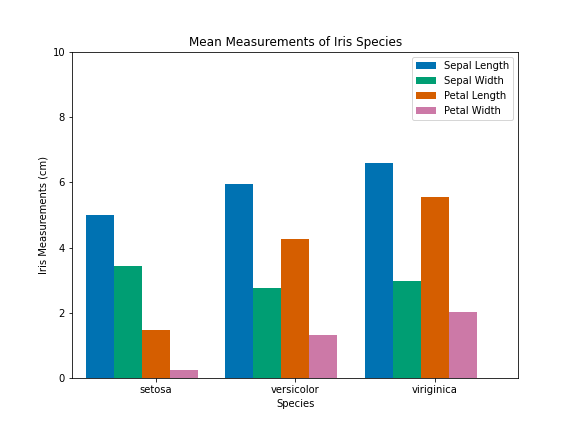 Mean Measurements of Iris Species
10
8
6
4
2
0
Iris Measurements (cm)
Sepal Length
Sepal Width
Petal Length
Petal Width
setosa
versicolor
viriginica
Species